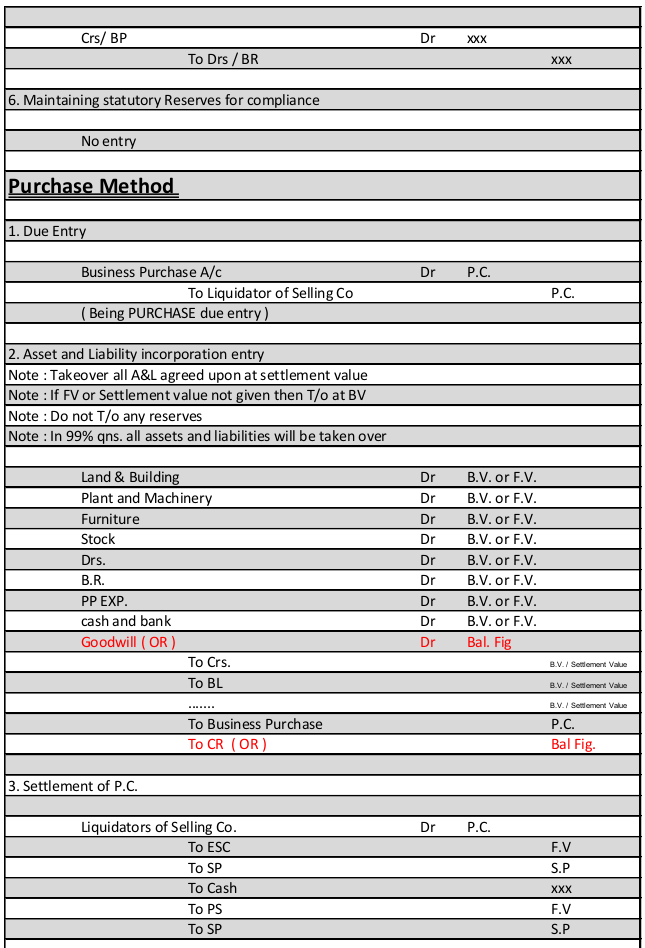 Crs/ BP Dr xxx
To Drs / BR xxx
6. Maintaining statutory Reserves for compliance
No entry
Purchase Method
1. Due Entry
Business Purchase A/c Dr P.C.
To Liquidator of Selling Co P.C.
( Being PURCHASE due entry )
2. Asset and Liability incorporation entry
Note : Takeover all A&L agreed upon at settlement value
Note : If FV or Settlement value not given then T/o at BV
Note : Do not T/o any reserves
Note : In 99% qns. all assets and liabilities will be taken over
Land & Building Dr B.V. or F.V.
Plant and Machinery Dr B.V. or F.V.
Furniture Dr B.V. or F.V.
Stock Dr B.V. or F.V.
Drs. Dr B.V. or F.V.
B.R. Dr B.V. or F.V.
PP EXP. Dr B.V. or F.V.
cash and bank Dr B.V. or F.V.
Goodwill ( OR ) Dr Bal. Fig
To Crs. B.V. / Settlement Value
To BL B.V. / Settlement Value
....... B.V. / Settlement Value
To Business Purchase P.C.
To CR ( OR ) Bal Fig.
3. Settlement of P.C.
Liquidators of Selling Co. Dr P.C.
To ESC F.V
To SP S.P
To Cash xxx
To PS F.V
To SP S.P